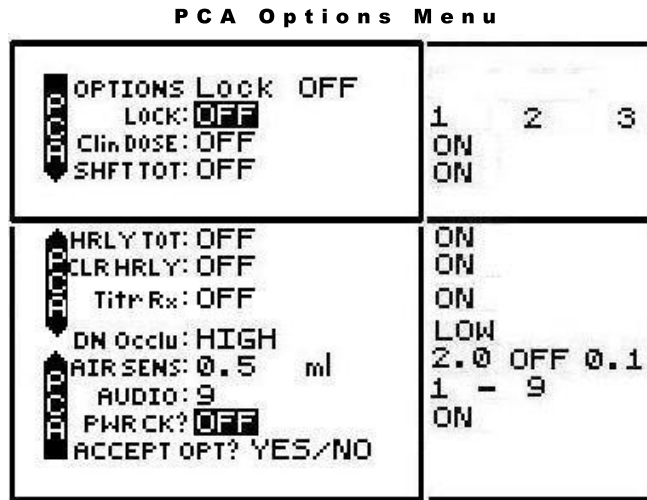 PCA Options Menu
OPTIONS Lock OFF
LOCK: OFF 1 2 3
Clin DOSE: OFF ON
SHFT TOT: OFF ON
PCA
HRLY TOT: OFF ON
CLR HRLY: OFF ON
Titr Rx: OFF ON
PCA
DN Occlu: HIGH LOW
AIR SENS: 0.5 ml 2.0 OFF 0.1
AUDIO: 9 1 - 9
PWR CK? OFF ON
ACCEPT OPT? YES/NO
PCA